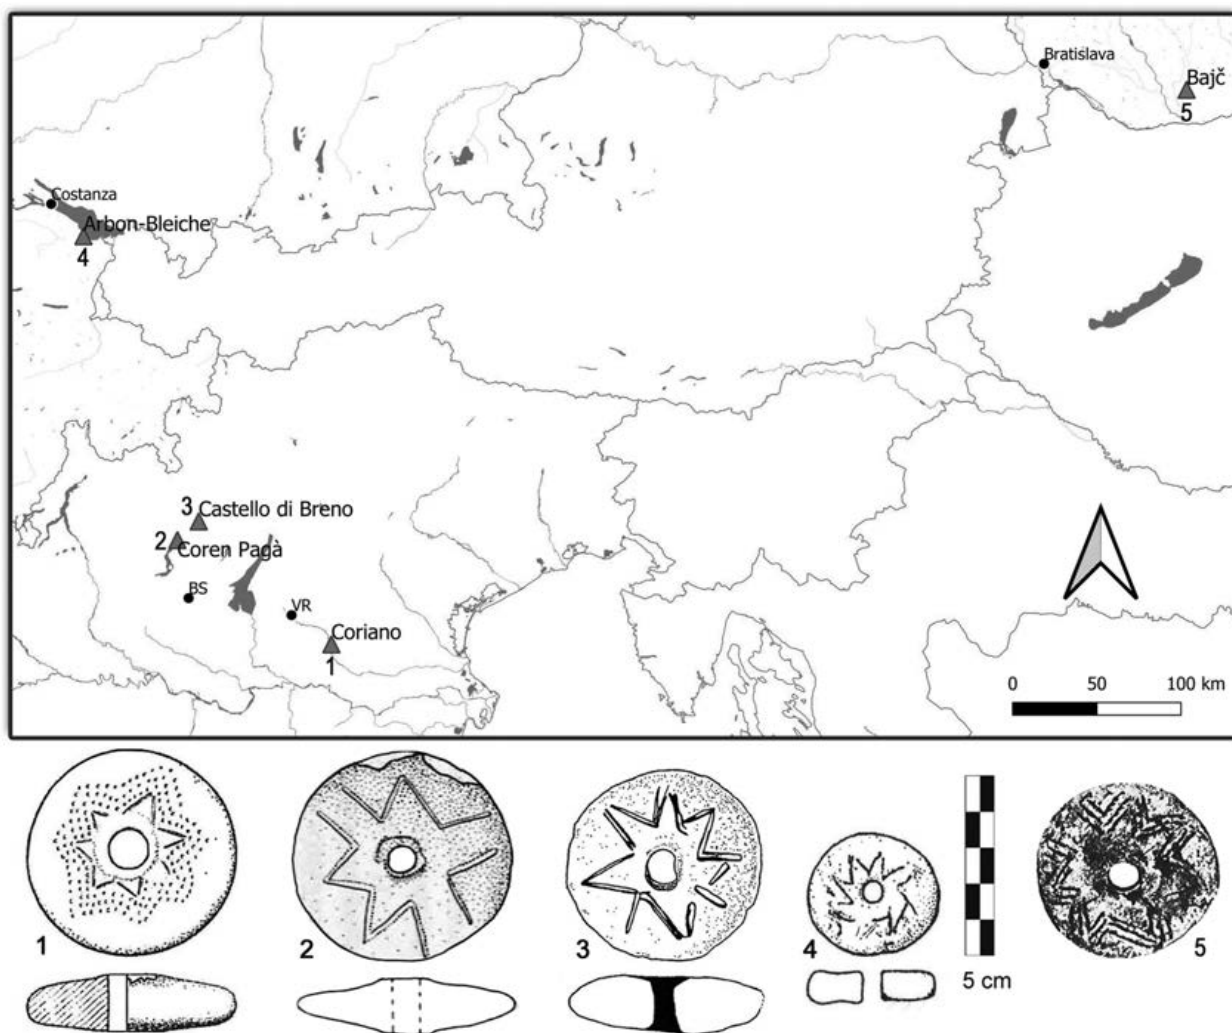 Bratislava
Bajč
5
Costanza
Arbon-Bleiche
4
3 Castello di Breno
2 Coren Pagà
BS
VR
Coriano
1
0 50 100 km
1
2
3
4
5 cm
5